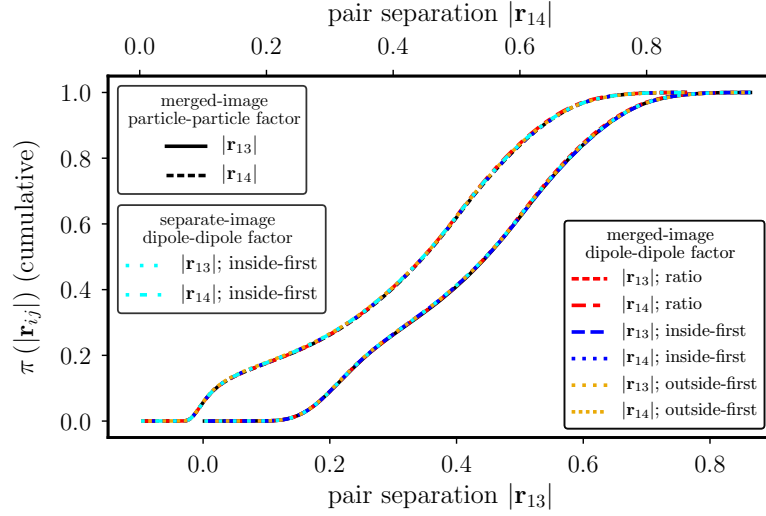 pair separation |r₁₄|
0.0 0.2 0.4 0.6 0.8
π (|rᵢⱼ|) (cumulative)
1.0
0.8
0.6
0.4
0.2
0.0
merged-image
particle-particle factor
|r₁₃|
|r₁₄|
separate-image
dipole-dipole factor
|r₁₃|; inside-first
|r₁₄|; inside-first
merged-image
dipole-dipole factor
|r₁₃|; ratio
|r₁₄|; ratio
|r₁₃|; inside-first
|r₁₄|; inside-first
|r₁₃|; outside-first
|r₁₄|; outside-first
0.0 0.2 0.4 0.6 0.8
pair separation |r₁₃|